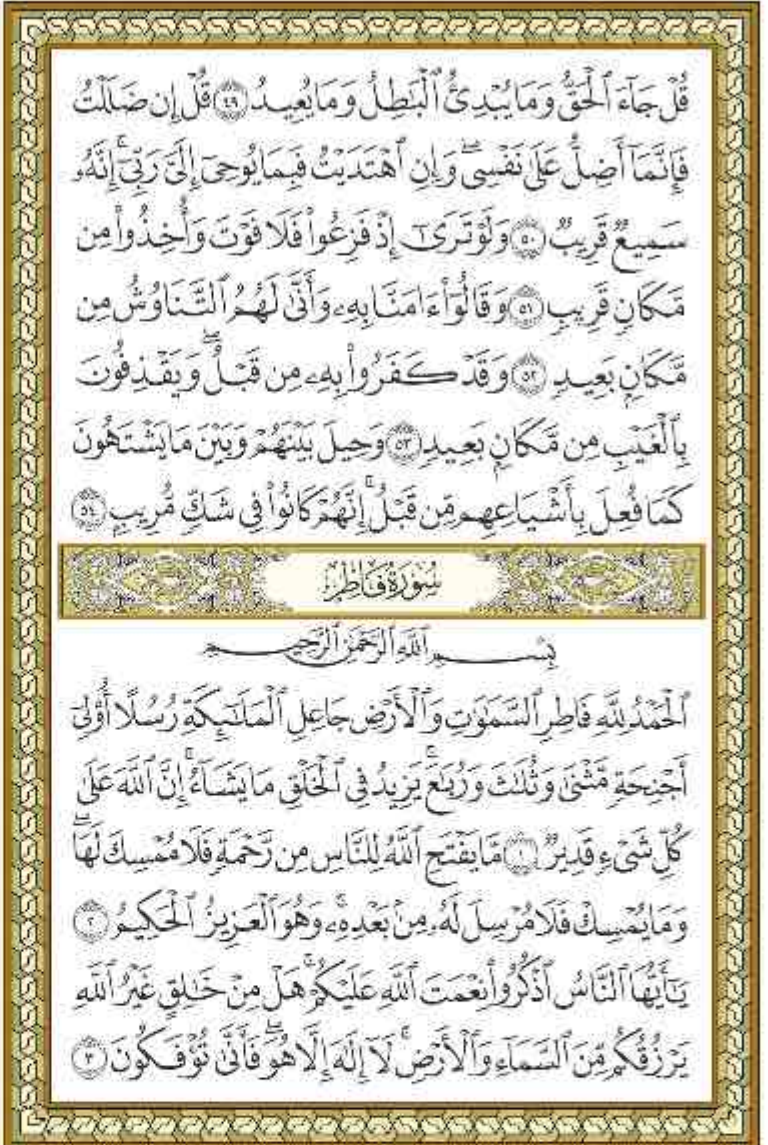 قُلْ جَآءَ ٱلْحَقُّ وَمَا يُبْدِئُ ٱلْبَٰطِلُ وَمَا يُعِيدُ ۝٤٩ قُلْ إِن ضَلَلْتُ
فَإِنَّمَآ أَضِلُّ عَلَىٰ نَفْسِى ۖ وَإِنِ ٱهْتَدَيْتُ فَبِمَا يُوحِىٓ إِلَىَّ رَبِّىٓ ۚ إِنَّهُۥ
سَمِيعٌ قَرِيبٌ ۝٥٠ وَلَوْ تَرَىٰٓ إِذْ فَزِعُوا۟ فَلَا فَوْتَ وَأُخِذُوا۟ مِن
مَّكَانٍ قَرِيبٍ ۝٥١ وَقَالُوٓا۟ ءَامَنَّا بِهِۦ وَأَنَّىٰ لَهُمُ ٱلتَّنَاوُشُ مِن
مَّكَانٍۭ بَعِيدٍ ۝٥٢ وَقَدْ كَفَرُوا۟ بِهِۦ مِن قَبْلُ ۖ وَيَقْذِفُونَ
بِٱلْغَيْبِ مِن مَّكَانٍۭ بَعِيدٍ ۝٥٣ وَحِيلَ بَيْنَهُمْ وَبَيْنَ مَا يَشْتَهُونَ
كَمَا فُعِلَ بِأَشْيَاعِهِم مِّن قَبْلُ ۚ إِنَّهُمْ كَانُوا۟ فِى شَكٍّ مُّرِيبٍۭ ۝٥٤
سُورَةُ فَاطِرٍ
بِسْمِ ٱللَّهِ ٱلرَّحْمَٰنِ ٱلرَّحِيمِ
ٱلْحَمْدُ لِلَّهِ فَاطِرِ ٱلسَّمَٰوَٰتِ وَٱلْأَرْضِ جَاعِلِ ٱلْمَلَٰٓئِكَةِ رُسُلًا أُو۟لِىٓ
أَجْنِحَةٍ مَّثْنَىٰ وَثُلَٰثَ وَرُبَٰعَ ۚ يَزِيدُ فِى ٱلْخَلْقِ مَا يَشَآءُ ۚ إِنَّ ٱللَّهَ عَلَىٰ
كُلِّ شَىْءٍ قَدِيرٌ ۝١ مَّا يَفْتَحِ ٱللَّهُ لِلنَّاسِ مِن رَّحْمَةٍ فَلَا مُمْسِكَ لَهَا ۖ
وَمَا يُمْسِكْ فَلَا مُرْسِلَ لَهُۥ مِنۢ بَعْدِهِۦ ۚ وَهُوَ ٱلْعَزِيزُ ٱلْحَكِيمُ ۝٢
يَٰٓأَيُّهَا ٱلنَّاسُ ٱذْكُرُوا۟ نِعْمَتَ ٱللَّهِ عَلَيْكُمْ ۚ هَلْ مِنْ خَٰلِقٍ غَيْرُ ٱللَّهِ
يَرْزُقُكُم مِّنَ ٱلسَّمَآءِ وَٱلْأَرْضِ ۚ لَآ إِلَٰهَ إِلَّا هُوَ ۖ فَأَنَّىٰ تُؤْفَكُونَ ۝٣